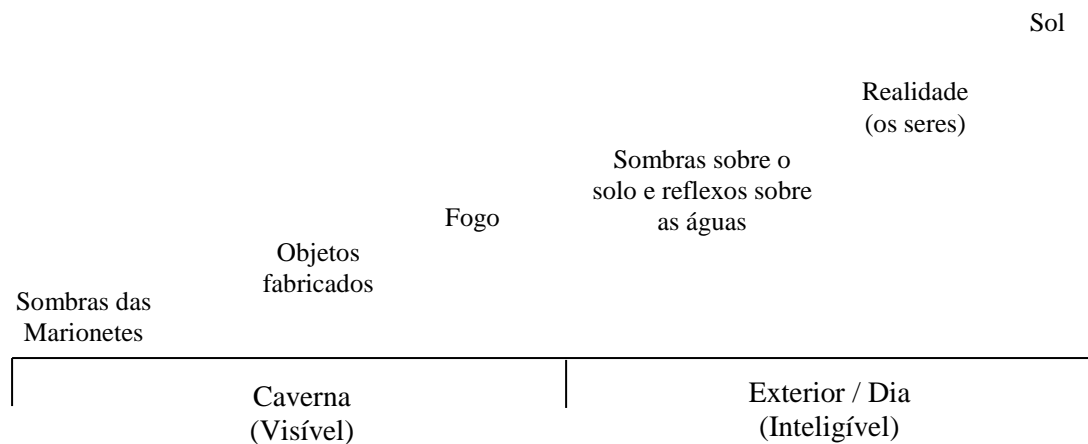 Sol
Realidade
(os seres)
Sombras sobre o
solo e reflexos sobre
as águas
Fogo
Objetos
fabricados
Sombras das
Marionetes
Caverna
(Visível)
Exterior / Dia
(Inteligível)